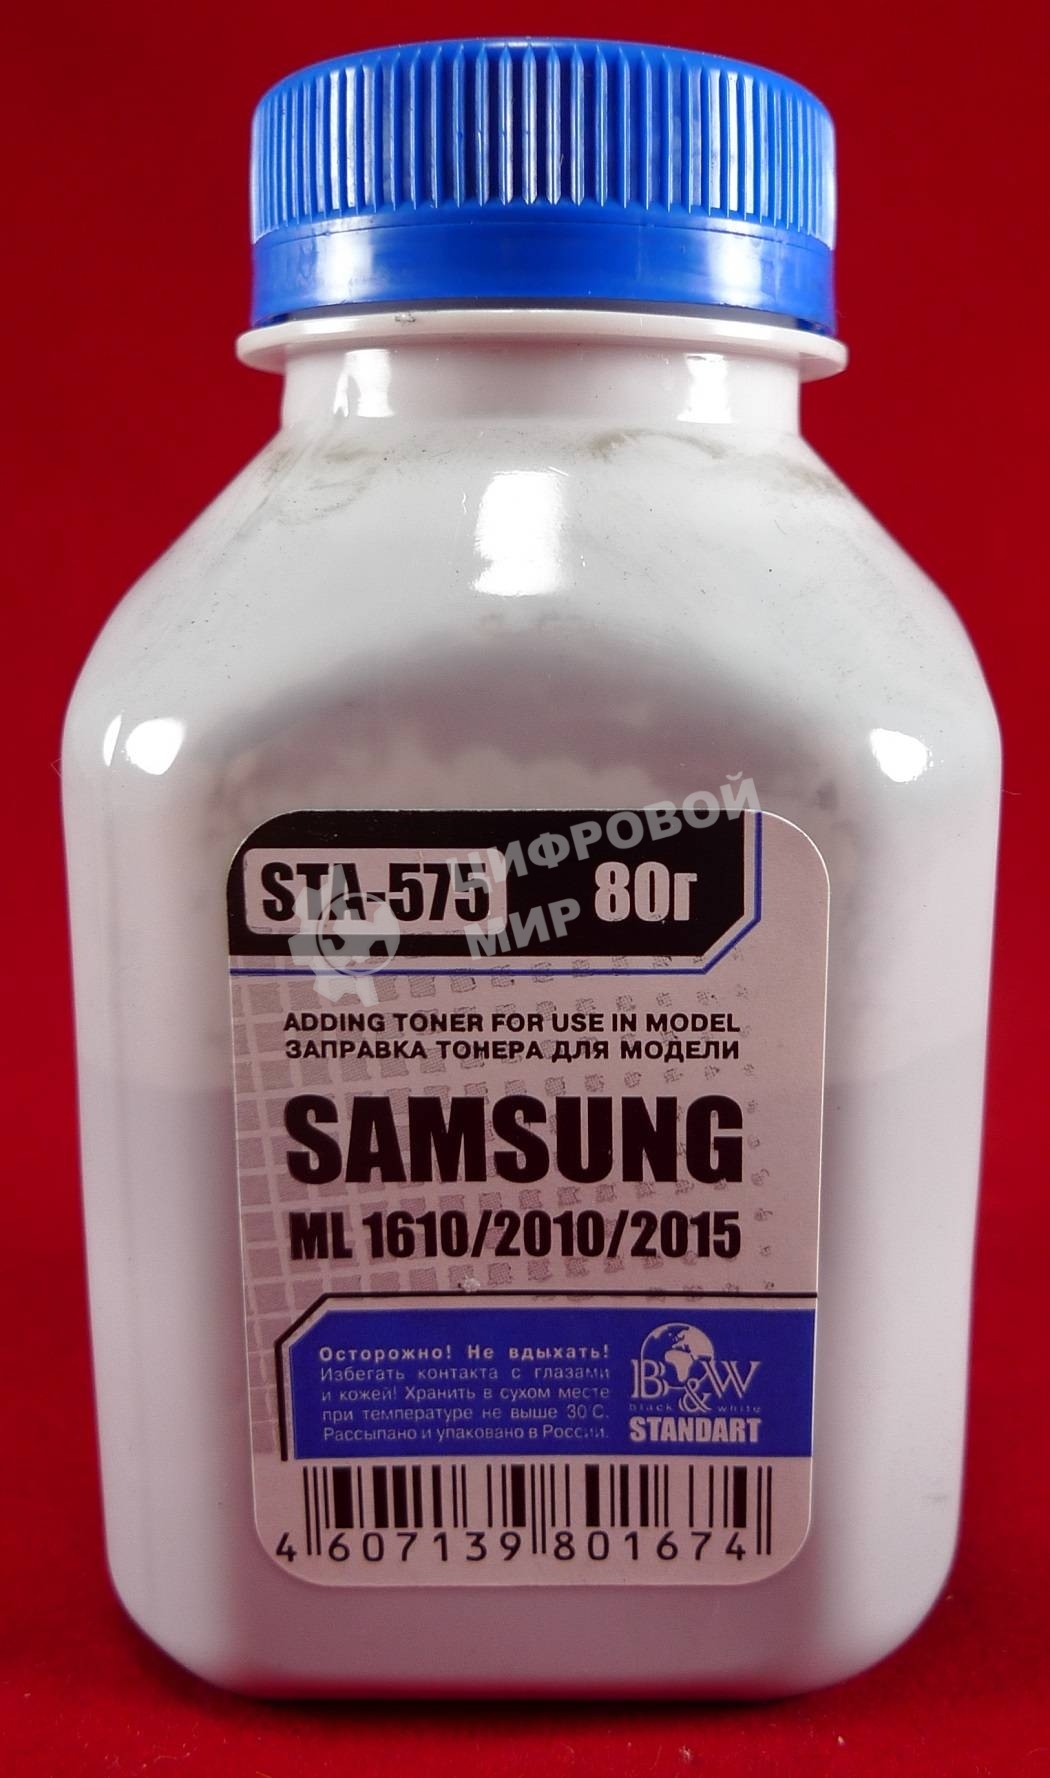 STA-575 80г
ЦИФРОВОЙ
МИР
ADDING TONER FOR USE IN MODEL
ЗАПРАВКА ТОНЕРА ДЛЯ МОДЕЛИ
SAMSUNG
ML 1610/2010/2015
Осторожно! Не вдыхать!
Избегать контакта с глазами
и кожей! Хранить в сухом месте
при температуре не выше 30°С.
Рассыпано и упаковано в России.
B&W
black & white
STANDART
4 607139 801674